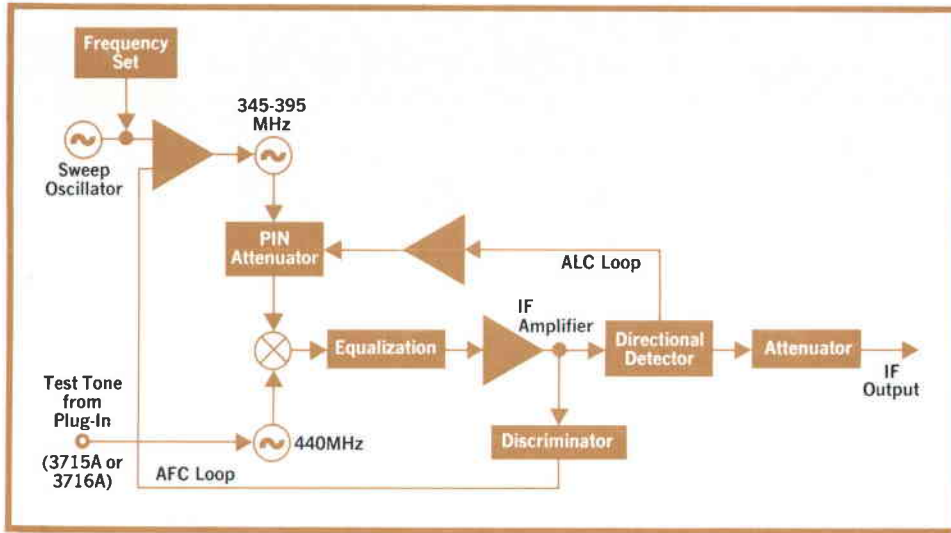 Frequency
Set
345-395
MHz
Sweep
Oscillator
PIN
Attenuator
ALC Loop
IF
Amplifier
Equalization
Directional
Detector
Attenuator
IF
Output
Test Tone
from
Plug-In
(3715A or
3716A)
440MHz
Discriminator
AFC Loop